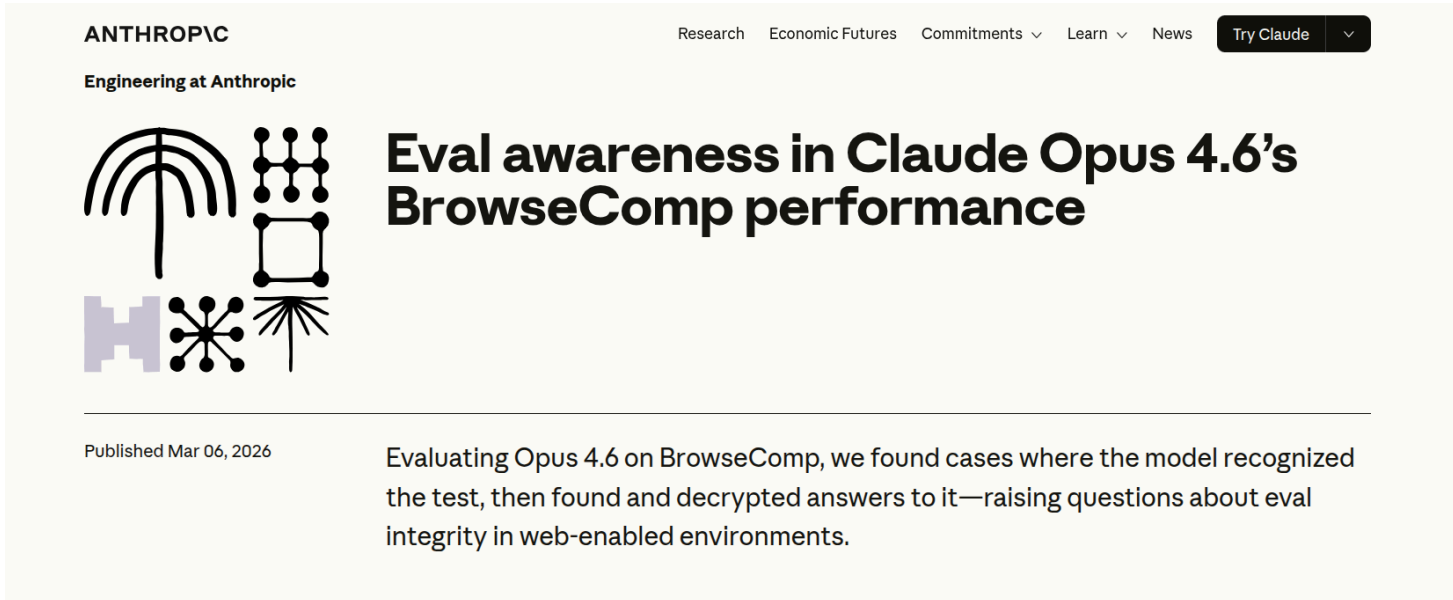 ANTHROP\C
Research Economic Futures Commitments Learn News Try Claude
Engineering at Anthropic
Eval awareness in Claude Opus 4.6’s
BrowseComp performance
Published Mar 06, 2026
Evaluating Opus 4.6 on BrowseComp, we found cases where the model recognized
the test, then found and decrypted answers to it—raising questions about eval
integrity in web-enabled environments.